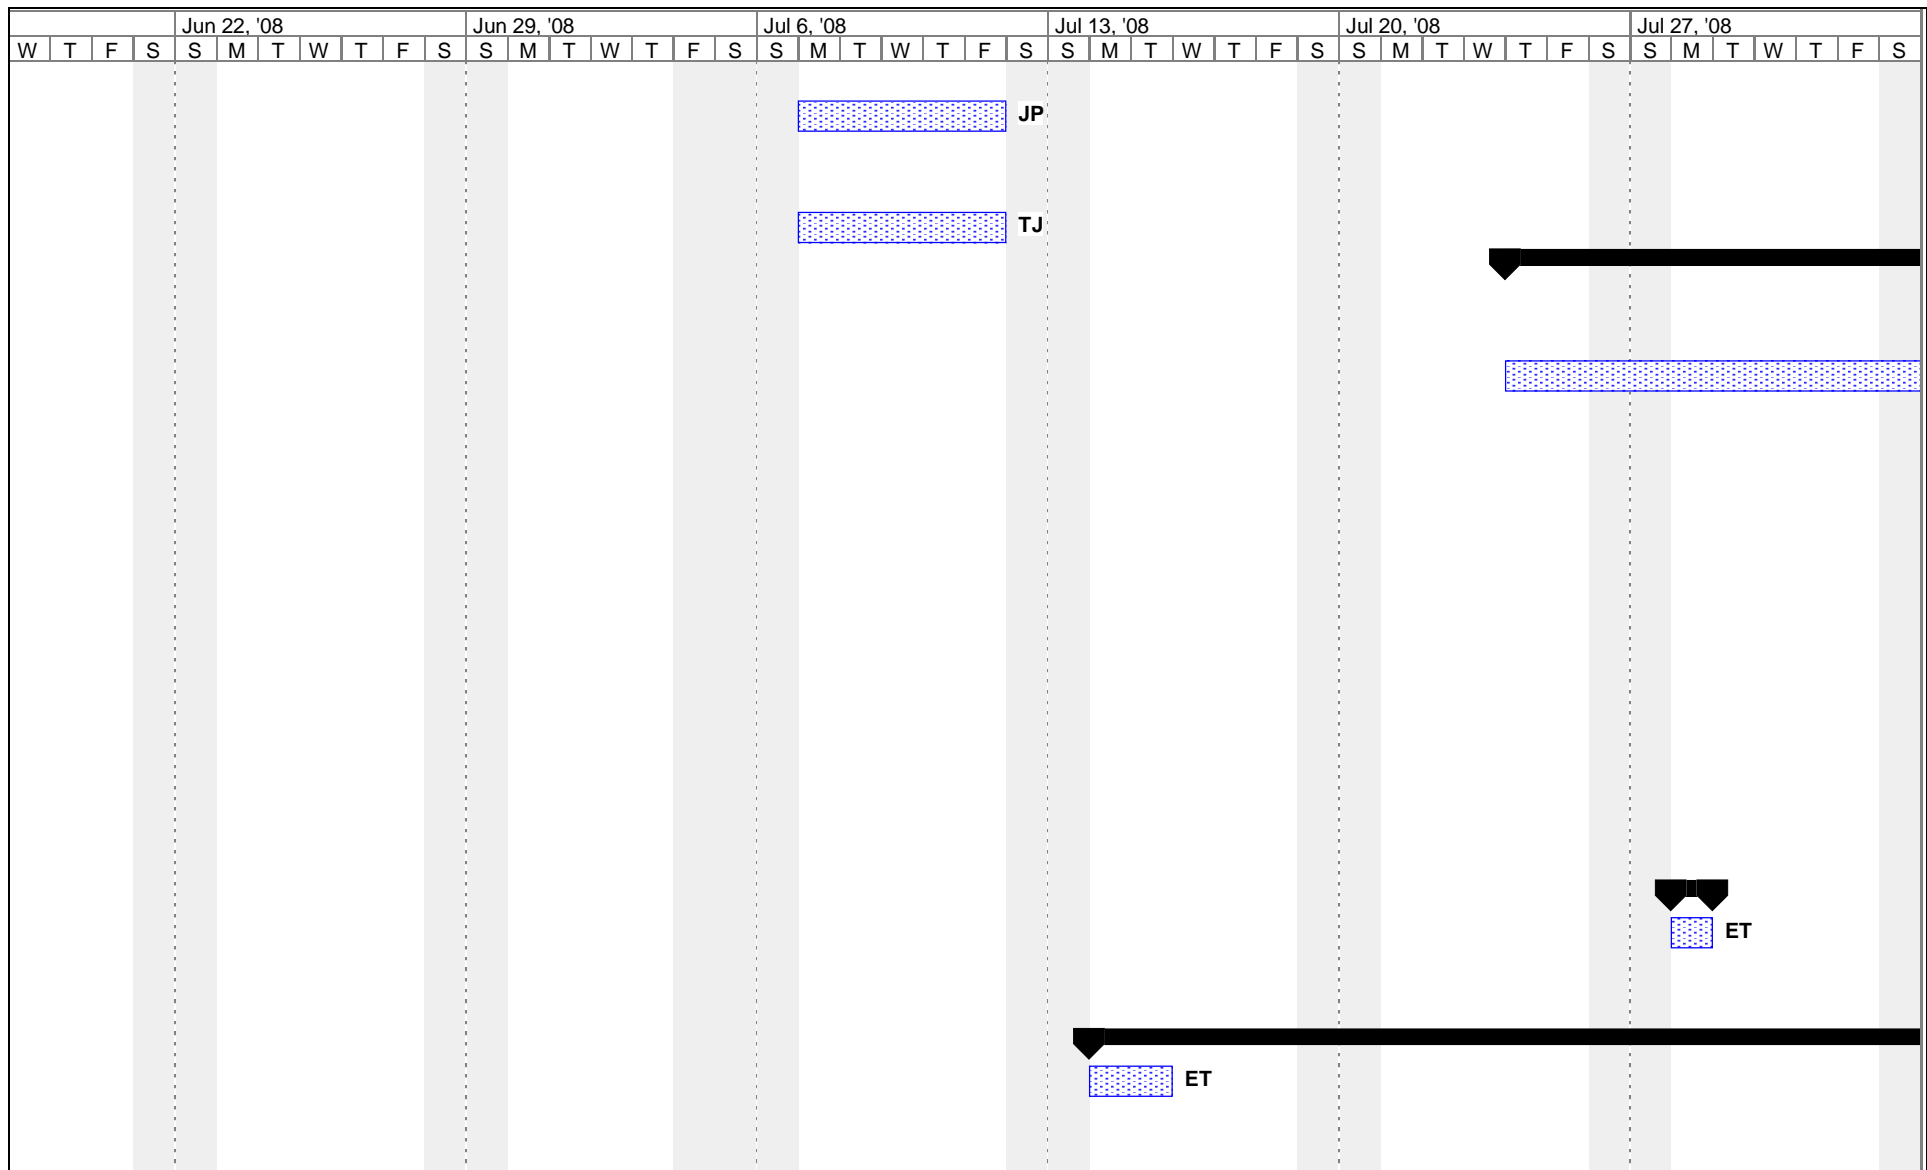 Jun 22, '08 Jun 29, '08 Jul 6, '08 Jul 13, '08 Jul 20, '08 Jul 27, '08
W T F S S M T W T F S S M T W T F S S M T W T F S S M T W T F S S M T W T F S S M T W T F S
JP
TJ
ET
ET